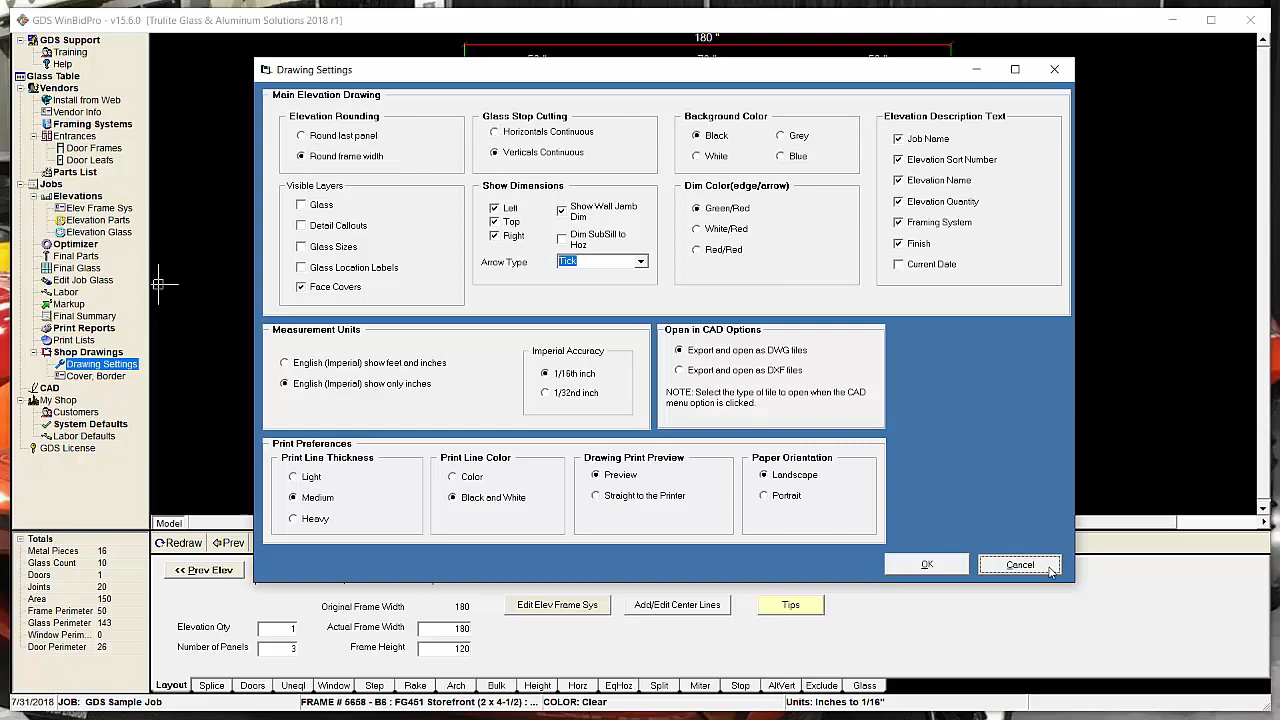 GDS WinBidPro - v15.6.0  [Trulite Glass & Aluminum Solutions 2018 r1]
GDS Support
Training
Help
Glass Table
Vendors
Install from Web
Vendor Info
Framing Systems
Entrances
Door Frames
Door Leafs
Parts List
Jobs
Elevations
Elev Frame Sys
Elevation Parts
Elevation Glass
Optimizer
Final Parts
Final Glass
Edit Job Glass
Labor
Markup
Final Summary
Print Reports
Print Lists
Shop Drawings
Drawing Settings
Cover, Border
CAD
My Shop
Customers
System Defaults
Labor Defaults
GDS License
Totals
Metal Pieces 16
Glass Count 10
Doors 1
Joints 20
Area 150
Frame Perimeter 50
Glass Perimeter 143
Window Perim... 0
Door Perimeter 26
180 "
Drawing Settings
Main Elevation Drawing
Elevation Rounding
Round last panel
Round frame width
Glass Stop Cutting
Horizontals Continuous
Verticals Continuous
Background Color
Black
Grey
White
Blue
Elevation Description Text
Job Name
Elevation Sort Number
Elevation Name
Elevation Quantity
Framing System
Finish
Current Date
Visible Layers
Glass
Detail Callouts
Glass Sizes
Glass Location Labels
Face Covers
Show Dimensions
Left
Top
Right
Show Wall Jamb
Dim
Dim SubSill to
Hoz
Arrow Type Tick
Dim Color(edge/arrow)
Green/Red
White/Red
Red/Red
Measurement Units
English (Imperial) show feet and inches
English (Imperial) show only inches
Imperial Accuracy
1/16th inch
1/32nd inch
Open in CAD Options
Export and open as DWG files
Export and open as DXF files
NOTE: Select the type of file to open when the CAD
menu option is clicked.
Print Preferences
Print Line Thickness
Light
Medium
Heavy
Print Line Color
Color
Black and White
Drawing Print Preview
Preview
Straight to the Printer
Paper Orientation
Landscape
Portrait
OK Cancel
Model
Redraw Prev
<< Prev Elev
Original Frame Width 180
Edit Elev Frame Sys Add/Edit Center Lines Tips
Elevation Qty 1 Actual Frame Width 180
Number of Panels 3 Frame Height 120
Layout Splice Doors Uneql Window Step Rake Arch Bulk Height Horz EqHoz Split Miter Stop AltVert Exclude Glass
7/31/2018 JOB: GDS Sample Job FRAME # 5658 - B6 : FG451 Storefront (2 x 4-1/2) : ... COLOR: Clear Units: Inches to 1/16"